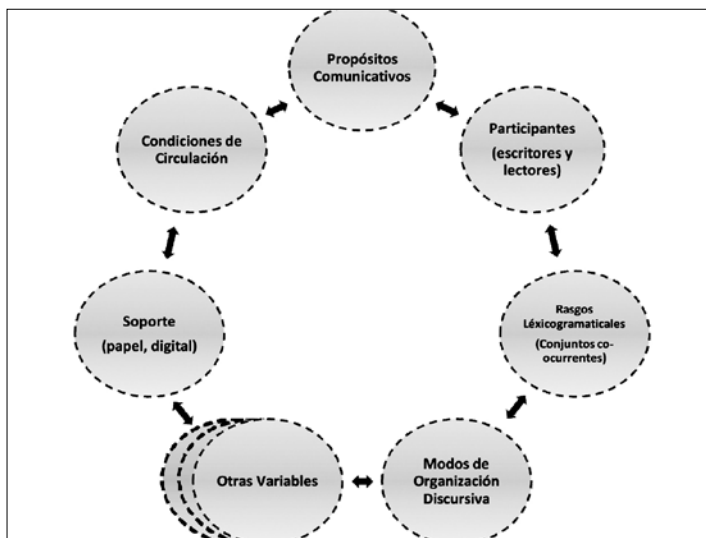 Propósitos
Comunicativos
Participantes
(escritores y
lectores)
Rasgos
Léxicogramaticales
(Conjuntos co-
ocurrentes)
Modos de
Organización
Discursiva
Otras Variables
Soporte
(papel, digital)
Condiciones de
Circulación